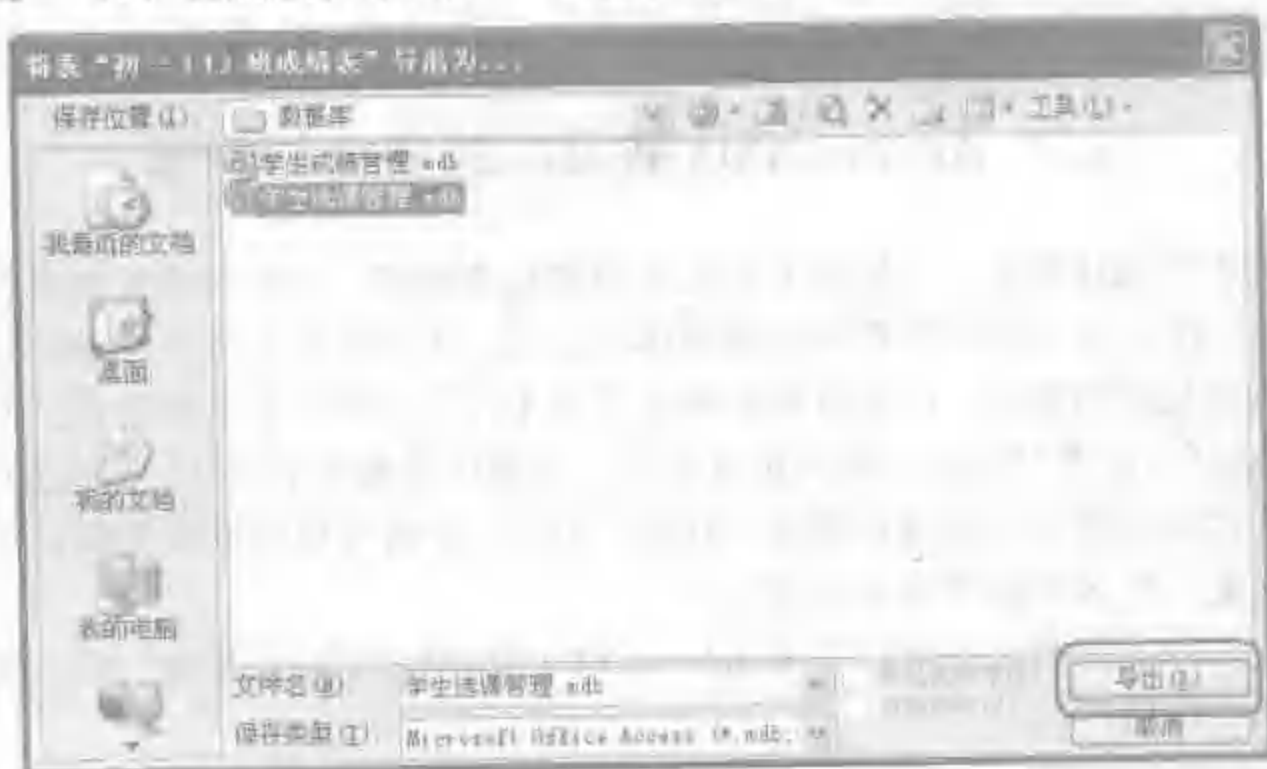 将表“初一(1)班成绩表”导出为...
保存位置(I): 数据库 工具(L)
学生成绩管理.mdb
学生选课管理.mdb
我最近的文档
桌面
我的文档
我的电脑
文件名(N): 学生选课管理.mdb
保存类型(T): Microsoft Office Access (*.mdb;
导出(E)
取消